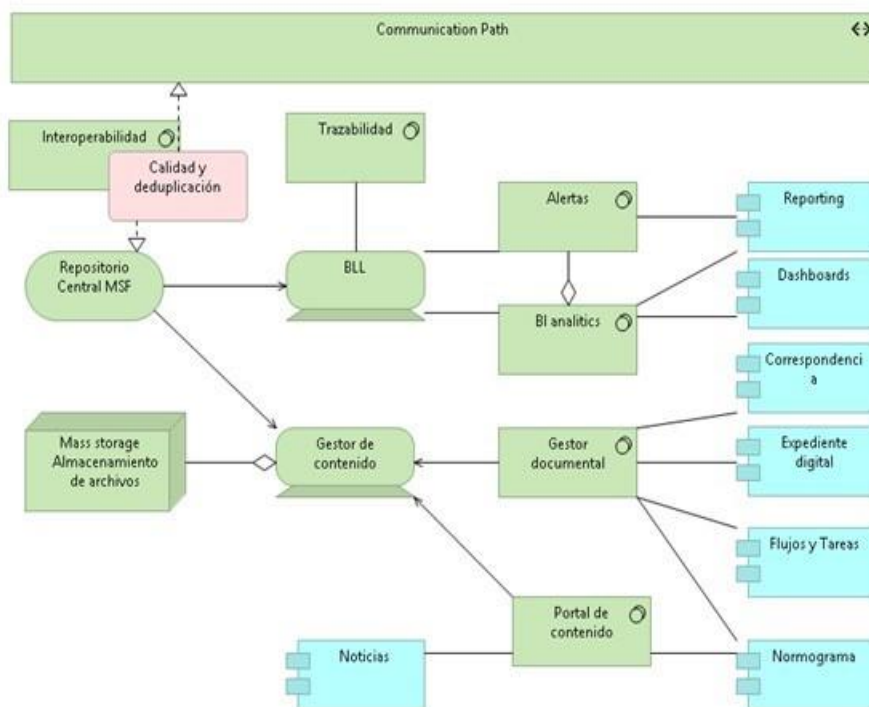 Communication Path
Interoperabilidad
Trazabilidad
Calidad y
deduplicación
Alertas
Reporting
Repositorio
Central MSF
BLL
Dashboards
BI analitics
Correspondenci
a
Mass storage
Almacenamiento
de archivos
Gestor de
contenido
Gestor
documental
Expediente
digital
Flujos y Tareas
Portal de
contenido
Noticias
Normograma